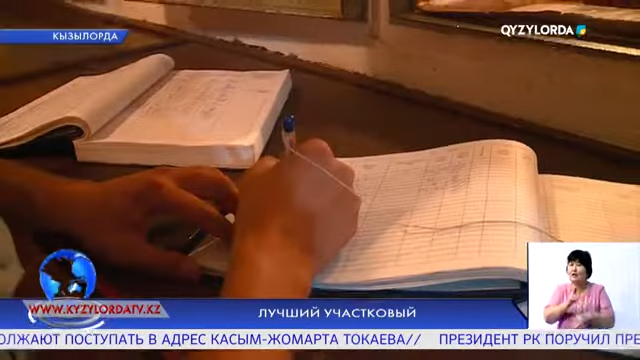 КЫЗЫЛОРДА
QYZYLORDA
WWW.KYZYLORDATV.KZ
ЛУЧШИЙ УЧАСТКОВЫЙ
ОЛЖАЮТ ПОСТУПАТЬ В АДРЕС КАСЫМ-ЖОМАРТА ТОКАЕВА// ПРЕЗИДЕНТ РК ПОРУЧИЛ ПРЕ